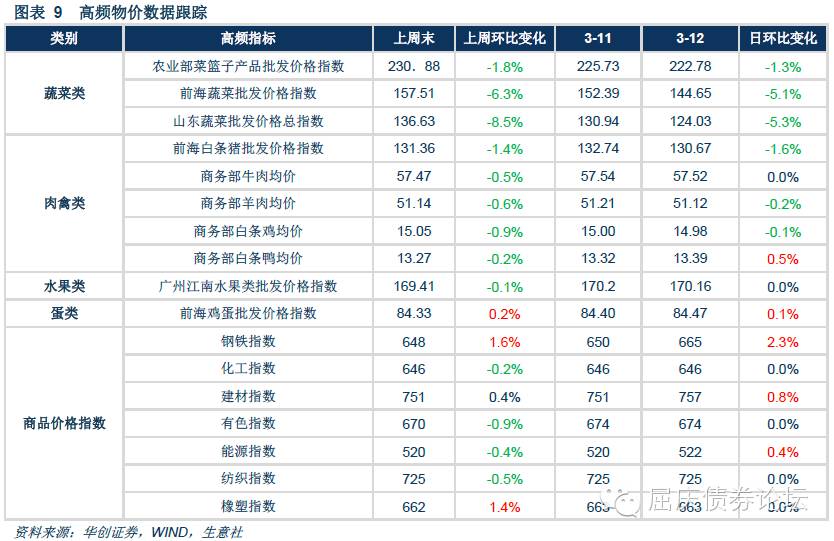 图表 9 高频物价数据跟踪
类别 高频指标 上周末 上周环比变化 3-11 3-12 日环比变化
蔬菜类 农业部菜篮子产品批发价格指数 230．88 -1.8% 225.73 222.78 -1.3%
前海蔬菜批发价格指数 157.51 -6.3% 152.39 144.65 -5.1%
山东蔬菜批发价格总指数 136.63 -8.5% 130.94 124.03 -5.3%
肉禽类 前海白条猪批发价格指数 131.36 -1.4% 132.74 130.67 -1.6%
商务部牛肉均价 57.47 -0.5% 57.54 57.52 0.0%
商务部羊肉均价 51.14 -0.6% 51.21 51.12 -0.2%
商务部白条鸡均价 15.05 -0.9% 15.00 14.98 -0.1%
商务部白条鸭均价 13.27 -0.2% 13.32 13.39 0.5%
水果类 广州江南水果类批发价格指数 169.41 -0.1% 170.2 170.16 0.0%
蛋类 前海鸡蛋批发价格指数 84.33 0.2% 84.40 84.47 0.1%
商品价格指数 钢铁指数 648 1.6% 650 665 2.3%
化工指数 646 -0.2% 646 646 0.0%
建材指数 751 0.4% 751 757 0.8%
有色指数 670 -0.9% 674 674 0.0%
能源指数 520 -0.4% 520 522 0.4%
纺织指数 725 -0.5% 725 725 0.0%
橡塑指数 662 1.4% 663 663 0.0%
屈庆债券论坛
资料来源：华创证券，WIND，生意社